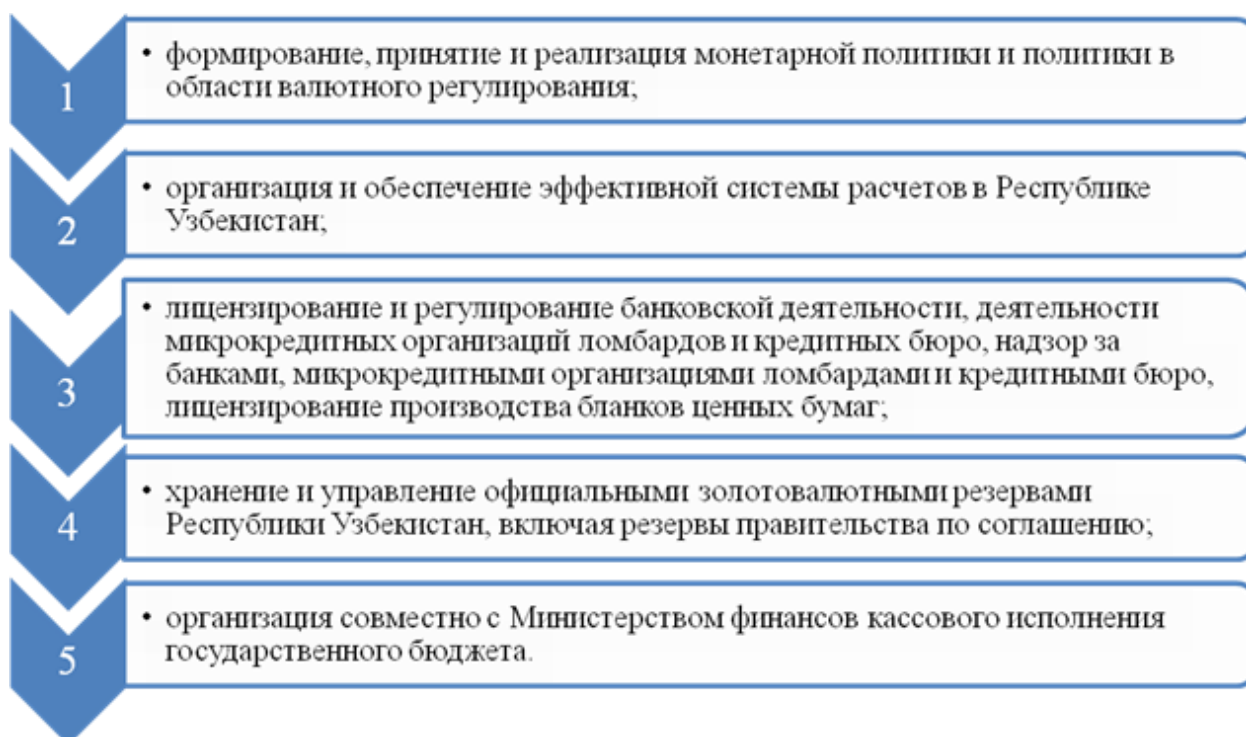 1
• формирование, принятие и реализация монетарной политики и политики в
области валютного регулирования;
2
• организация и обеспечение эффективной системы расчетов в Республике
Узбекистан;
3
• лицензирование и регулирование банковской деятельности, деятельности
микрокредитных организаций ломбардов и кредитных бюро, надзор за
банками, микрокредитными организациями ломбардами и кредитными бюро,
лицензирование производства бланков ценных бумаг;
4
• хранение и управление официальными золотовалютными резервами
Республики Узбекистан, включая резервы правительства по соглашению;
5
• организация совместно с Министерством финансов кассового исполнения
государственного бюджета.